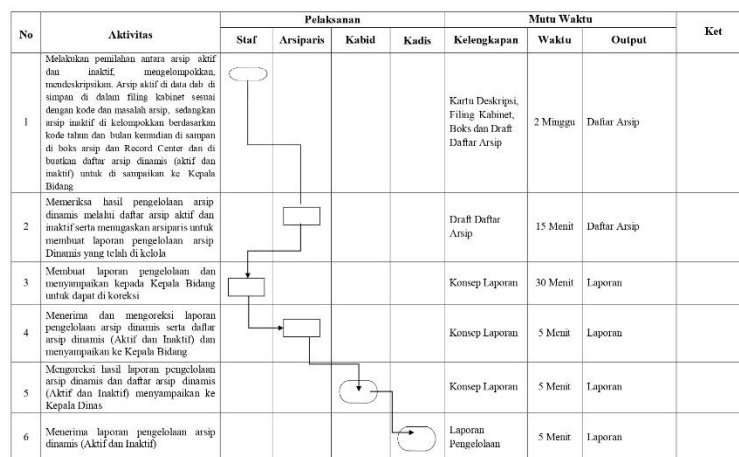 No
Aktivitas
Pelaksanan
Mutu Waktu
Ket
Staf
Arsiparis
Kabid
Kadis
Kelengkapan
Waktu
Output
1
Melakukan pemilahan antara arsip aktif
dan inaktif, mengelompokkan,
mendeskripsikan. Arsip aktif di data dab di
simpan di dalam filing kabinet sesuai
dengan kode dan masalah arsip, sedangkan
arsip inaktif di kelompokkan berdasarkan
kode tahun dan bulan kemudian di sampan
di boks arsip dan Record Center dan di
buatkan daftar arsip dinamis (aktif dan
inaktif) untuk di sampaikan ke Kepala
Bidang
Kartu Deskripsi,
Filing Kabinet,
Boks dan Draft
Daftar Arsip
2 Minggu
Daftar Arsip
2
Memeriksa hasil pengelolaan arsip
dinamis melalui daftar arsip aktif dan
inaktif serta menugaskan arsiparis untuk
membuat laporan pengelolaan arsip
Dinamis yang telah di kelola
Draft Daftar
Arsip
15 Menit
Daftar Arsip
3
Membuat laporan pengelolaan dan
menyampaikan kepada Kepala Bidang
untuk dapat di koreksi
Konsep Laporan
30 Menit
Laporan
4
Menerima dan mengoreksi laporan
pengelolaan arsip dinamis serta daftar
arsip dinamis (Aktif dan Inaktif) dan
menyampaikan ke Kepala Bidang
Konsep Laporan
5 Menit
Laporan
5
Mengoreksi hasil laporan pengelolaan
arsip dinamis dan daftar arsip dinamis
(Aktif dan Inaktif) menyampaikan ke
Kepala Dinas
Konsep Laporan
5 Menit
Laporan
6
Menerima laporan pengelolaan arsip
dinamis (Aktif dan Inaktif)
Laporan
Pengelolaan
5 Menit
Laporan